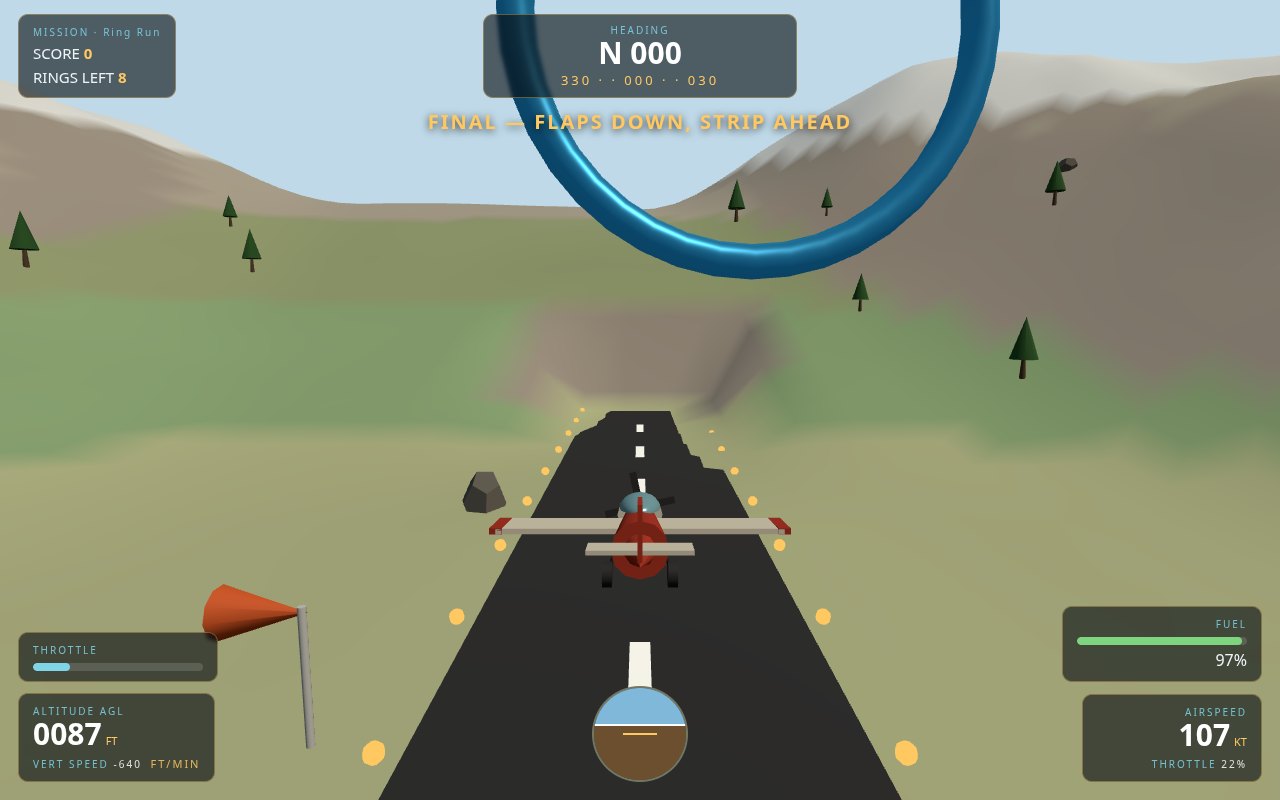 MISSION · Ring Run
SCORE 0
RINGS LEFT 8
HEADING
N 000
330 · · 000 · · 030
FINAL — FLAPS DOWN, STRIP AHEAD
THROTTLE
ALTITUDE AGL
0087 FT
VERT SPEED -640 FT/MIN
FUEL
97%
AIRSPEED
107 KT
THROTTLE 22%